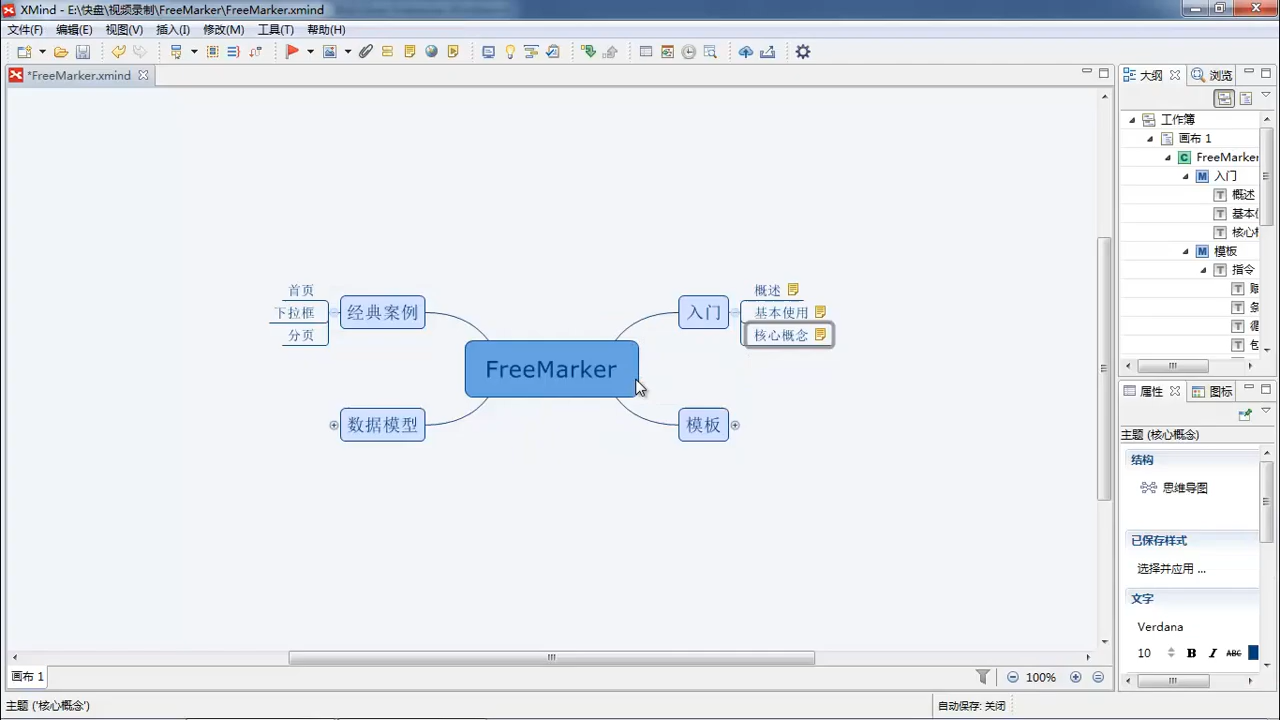 XMind - E:\快盘\视频录制\FreeMarker\FreeMarker.xmind
文件(F) 编辑(E) 视图(V) 插入(I) 修改(M) 工具(T) 帮助(H)
*FreeMarker.xmind
首页
下拉框
分页
经典案例
数据模型
FreeMarker
入门
概述
基本使用
核心概念
模板
大纲
浏览
工作簿
画布 1
FreeMarker
入门
概述
基本
核心
模板
指令
属性
图标
主题 (核心概念)
结构
思维导图
已保存样式
选择并应用 ...
文字
Verdana
10 B I ABC
画布 1
100%
主题 ('核心概念')
自动保存: 关闭